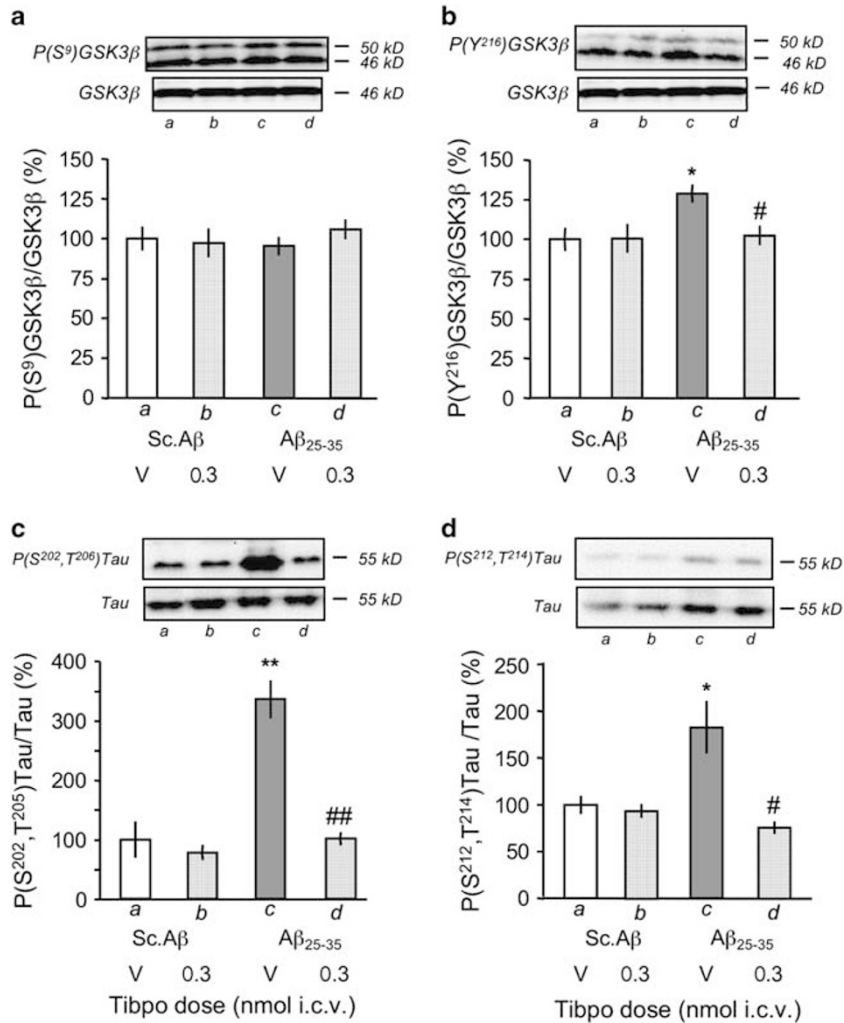 a
P(S⁹)GSK3β
50 kD
46 kD
GSK3β
46 kD
a b c d
P(S⁹)GSK3β/GSK3β (%)
150
125
100
75
50
25
0
a b c d
Sc.Aβ Aβ₂₅₋₃₅
V 0.3 V 0.3
b
P(Y²¹⁶)GSK3β
50 kD
46 kD
GSK3β
46 kD
a b c d
P(Y²¹⁶)GSK3β/GSK3β (%)
150
125
100
75
50
25
0
*
#
a b c d
Sc.Aβ Aβ₂₅₋₃₅
V 0.3 V 0.3
c
P(S²⁰²,T²⁰⁶)Tau
55 kD
Tau
55 kD
a b c d
P(S²⁰²,T²⁰⁵)Tau/Tau (%)
400
300
200
100
0
**
##
a b c d
Sc.Aβ Aβ₂₅₋₃₅
V 0.3 V 0.3
Tibpo dose (nmol i.c.v.)
d
P(S²¹²,T²¹⁴)Tau
55 kD
Tau
55 kD
a b c d
P(S²¹²,T²¹⁴)Tau /Tau (%)
250
200
150
100
50
0
*
#
a b c d
Sc.Aβ Aβ₂₅₋₃₅
V 0.3 V 0.3
Tibpo dose (nmol i.c.v.)